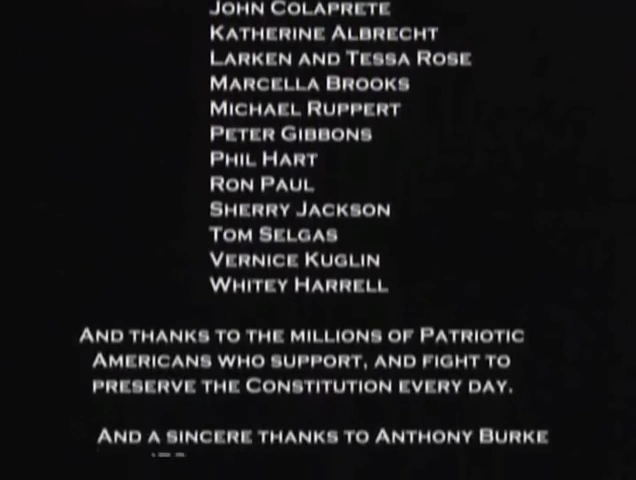 John Colaprete
Katherine Albrecht
Larken and Tessa Rose
Marcella Brooks
Michael Ruppert
Peter Gibbons
Phil Hart
Ron Paul
Sherry Jackson
Tom Selgas
Vernice Kuglin
Whitey Harrell
And thanks to the millions of Patriotic
Americans who support, and fight to
preserve the Constitution every day.
And a sincere thanks to Anthony Burke